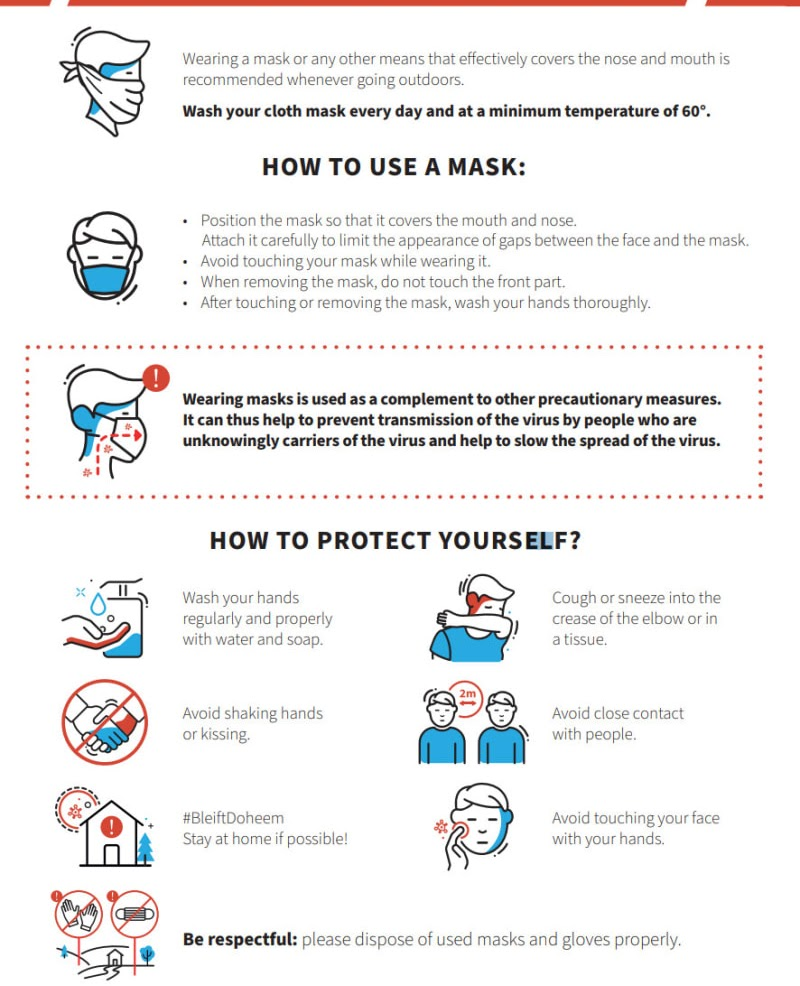 Wearing a mask or any other means that effectively covers the nose and mouth is
recommended whenever going outdoors.
Wash your cloth mask every day and at a minimum temperature of 60°.
HOW TO USE A MASK:
• Position the mask so that it covers the mouth and nose.
Attach it carefully to limit the appearance of gaps between the face and the mask.
• Avoid touching your mask while wearing it.
• When removing the mask, do not touch the front part.
• After touching or removing the mask, wash your hands thoroughly.
!
Wearing masks is used as a complement to other precautionary measures.
It can thus help to prevent transmission of the virus by people who are
unknowingly carriers of the virus and help to slow the spread of the virus.
HOW TO PROTECT YOURSELF?
Wash your hands
regularly and properly
with water and soap.
Cough or sneeze into the
crease of the elbow or in
a tissue.
Avoid shaking hands
or kissing.
2m
Avoid close contact
with people.
!
#BleiftDoheem
Stay at home if possible!
Avoid touching your face
with your hands.
! !
Be respectful: please dispose of used masks and gloves properly.